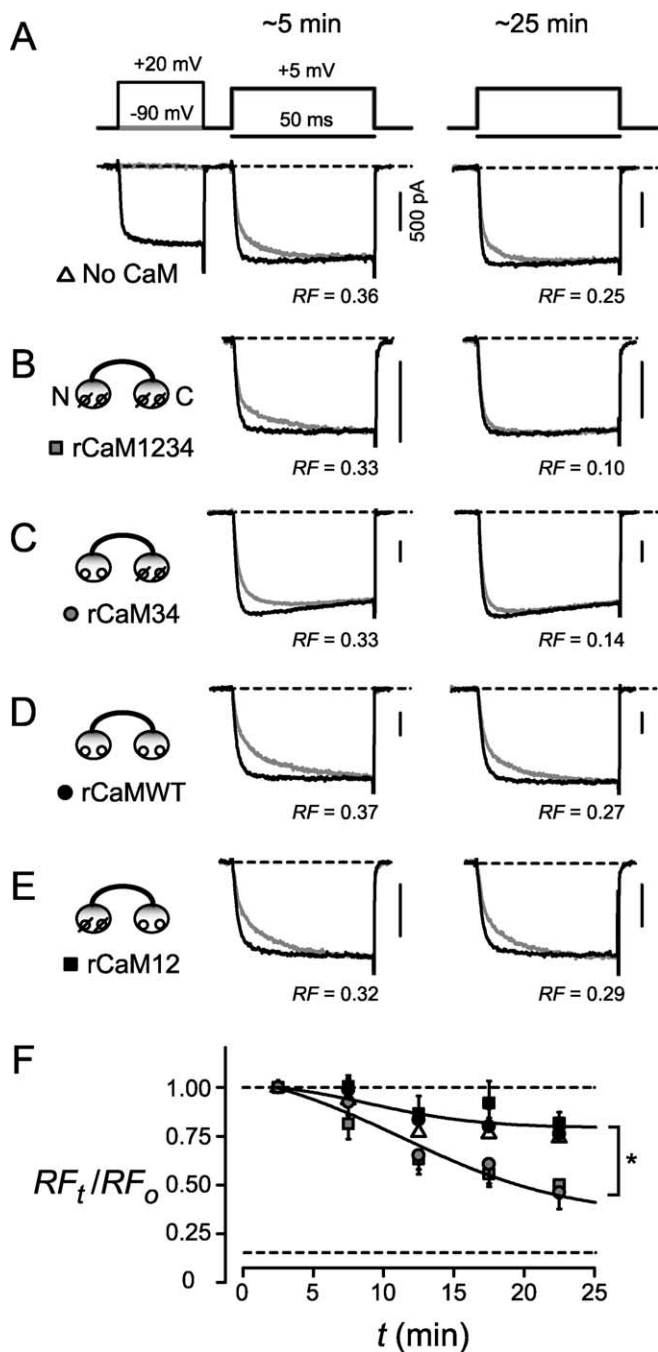 ~5 min ~25 min
A
+20 mV +5 mV
-90 mV 50 ms
500 pA
△ No CaM
RF = 0.36 RF = 0.25
B
N C
rCaM1234
RF = 0.33 RF = 0.10
C
rCaM34
RF = 0.33 RF = 0.14
D
rCaMWT
RF = 0.37 RF = 0.27
E
rCaM12
RF = 0.32 RF = 0.29
F
1.00
0.75
RFt/RFo
0.50
*
0.25
0
0 5 10 15 20 25
t (min)